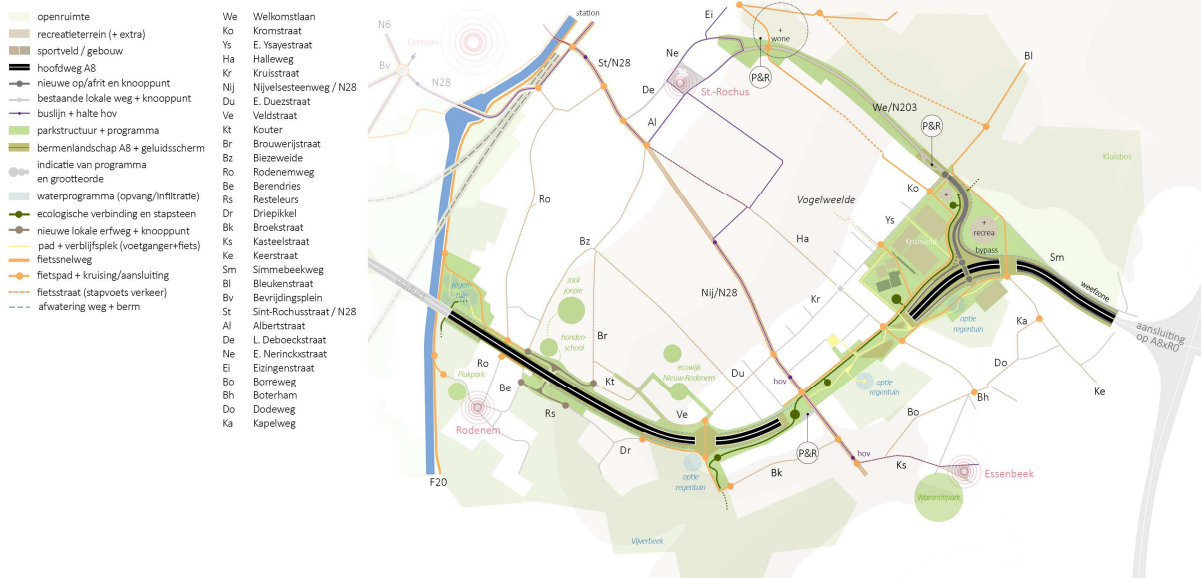 openruimte
recreatieterrein (+ extra)
sportveld / gebouw
hoofdweg A8
nieuwe op/afrit en knooppunt
bestaande lokale weg + knooppunt
buslijn + halte hov
parkstructuur + programma
bermenlandschap A8 + geluidsscherm
indicatie van programma
en grootteorde
waterprogramma (opvang/infiltratie)
ecologische verbinding en stapsteen
nieuwe lokale erfweg + knooppunt
pad + verblijfsplek (voetganger+fiets)
fietssnelweg
fietspad + kruising/aansluiting
fietsstraat (stapvoets verkeer)
afwatering weg + berm
We Welkomstlaan
Ko Kromstraat
Ys E. Ysayestraat
Ha Halleweg
Kr Kruisstraat
Nij Nijvelsesteenweg / N28
Du E. Duezstraat
Ve Veldstraat
Kt Kouter
Br Brouwerijstraat
Bz Biezeweide
Ro Rodenemweg
Be Berendries
Rs Resteleurs
Dr Driepikkel
Bk Broekstraat
Ks Kasteelstraat
Ke Keerstraat
Sm Simmebeekweg
Bl Bleukenstraat
Bv Bevrijdingsplein
St Sint-Rochusstraat / N28
Al Albertstraat
De L. Deboeckstraat
Ne E. Nerinckxstraat
Ei Eizingenstraat
Bo Borreweg
Bh Boterham
Do Dodeweg
Ka Kapelweg
station
N6
Centrum
Bv
N28
St/N28
Ei
Ne
De
St.-Rochus
Al
+
wone
P&R
We/N203
P&R
Bl
Kluisbos
Ko
Vogelweelde
Ys
Kruisveld
+
+
recrea
bypass
Sm
weefzone
aansluiting
op A8xR0
Ro
Bz
Ha
Kr
Nij/N28
viaduct
regen
tuin
zaal
joepie
honden-
school
Br
ecowijk
Nieuw-Rodenem
Du
Kt
Ro
Be
Rs
Plukpark
Rodenem
F20
Dr
Ve
optie
regentuin
Bk
hov
P&R
hov
Ks
Essenbeek
Warandepark
Vijverbeek
optie
regentuin
optie
regentuin
Bo
Bh
Do
Ka
Ke